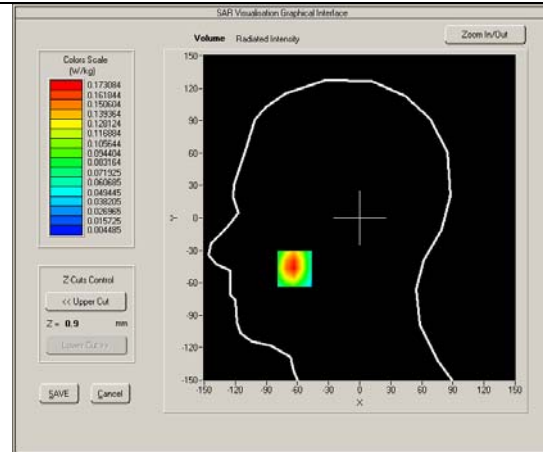 SAR Visualisation Graphical Interface
Volume Radiated Intensity
Zoom In/Out
Colors Scale
(W/kg)
0.173084
0.161844
0.150604
0.139364
0.128124
0.116884
0.105644
0.094404
0.083164
0.071925
0.060685
0.049445
0.038205
0.026965
0.015725
0.004485
Z Cuts Control
<< Upper Cut
Z = 0.9 mm
Lower Cut >>
SAVE Cancel
150
120
90
60
30
0
-30
-60
-90
-120
-150
Y
-150 -120 -90 -60 -30 0 30 60 90 120 150
X